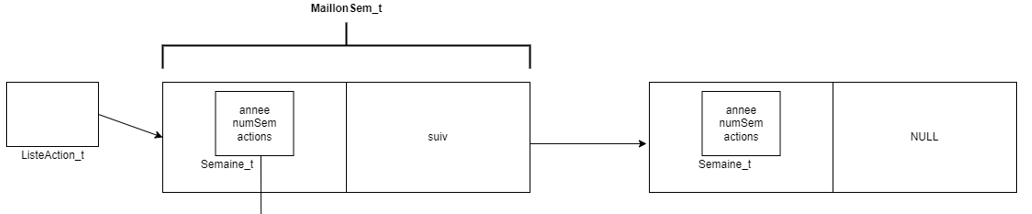 MaillonSem_t
annee
numSem
actions
suiv
annee
numSem
actions
NULL
ListeAction_t
Semaine_t
Semaine_t